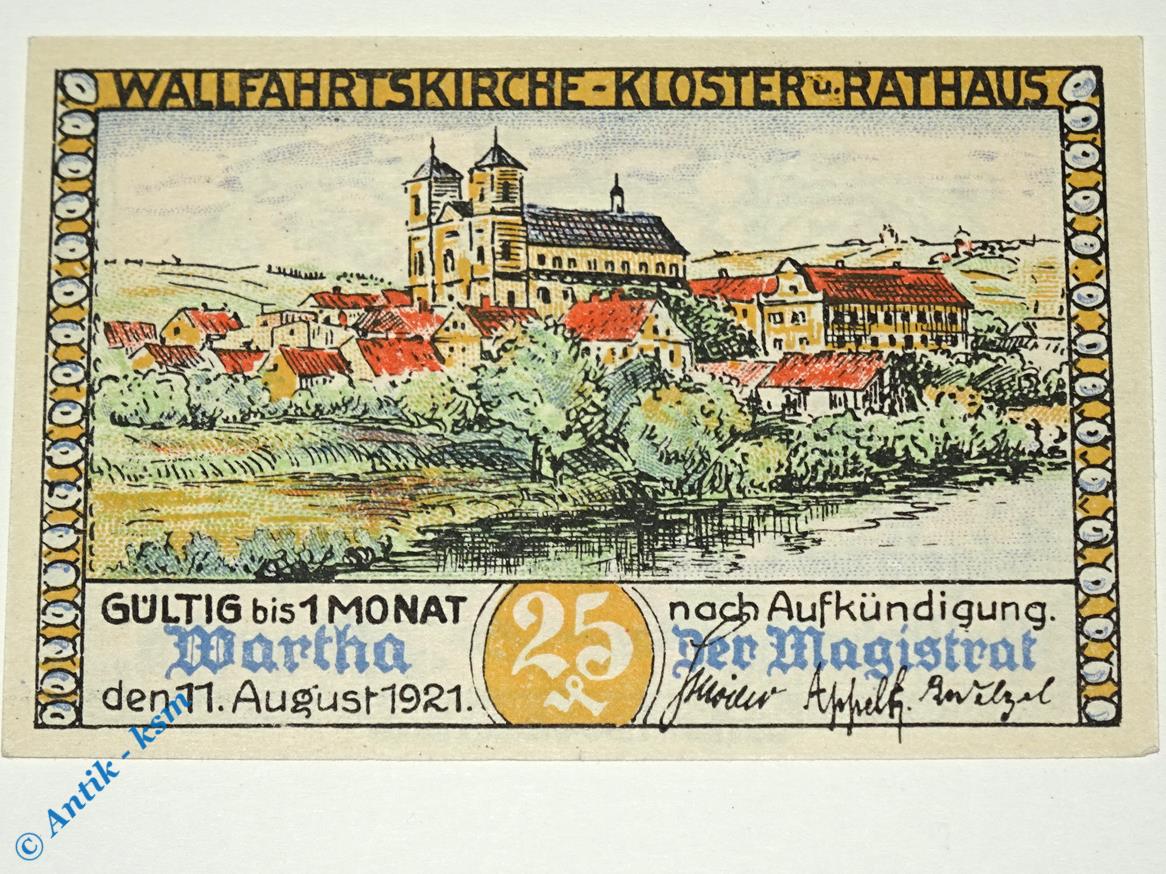 WALLFAHRTSKIRCHE - KLOSTER u. RATHAUS
GÜLTIG bis 1 MONAT
25
nach Aufkündigung.
Wartha
Der Magistrat
den 11. August 1921.
Appelt.
© Antik - ksm